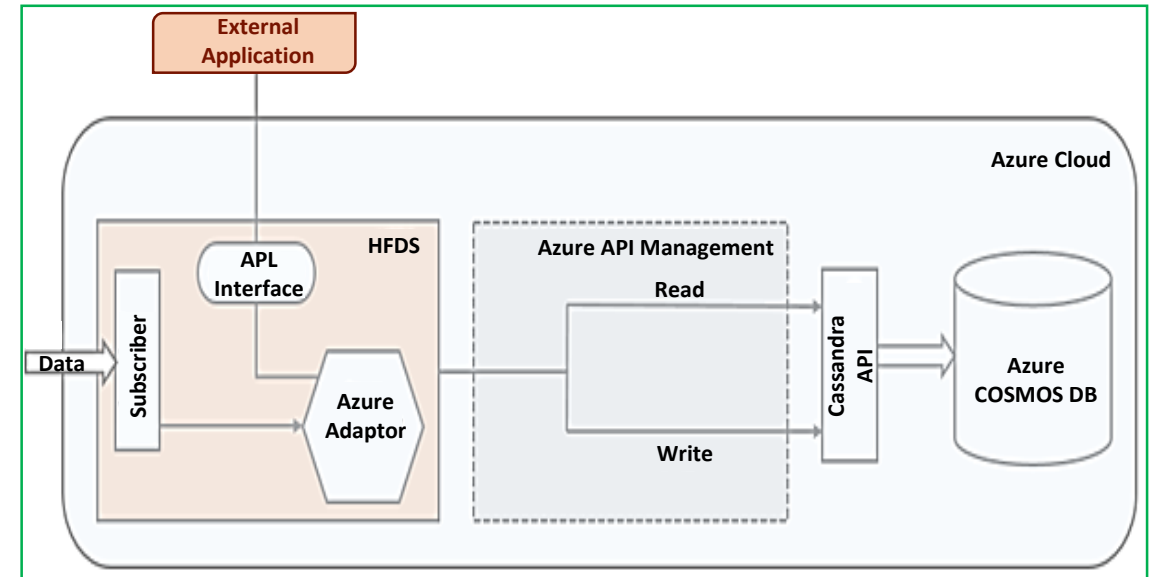 External
Application
Azure Cloud
HFDS
Azure API Management
APL
Interface
Read
Data
Subscriber
Azure
Adaptor
Cassandra
API
Azure
COSMOS DB
Write